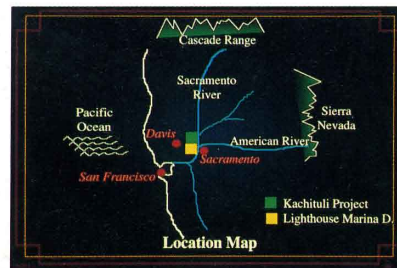 Cascade Range
Sacramento
River
Pacific
Ocean
Sierra
Nevada
Davis
American River
Sacramento
San Francisco
Kachituli Project
Lighthouse Marina D.
Location Map